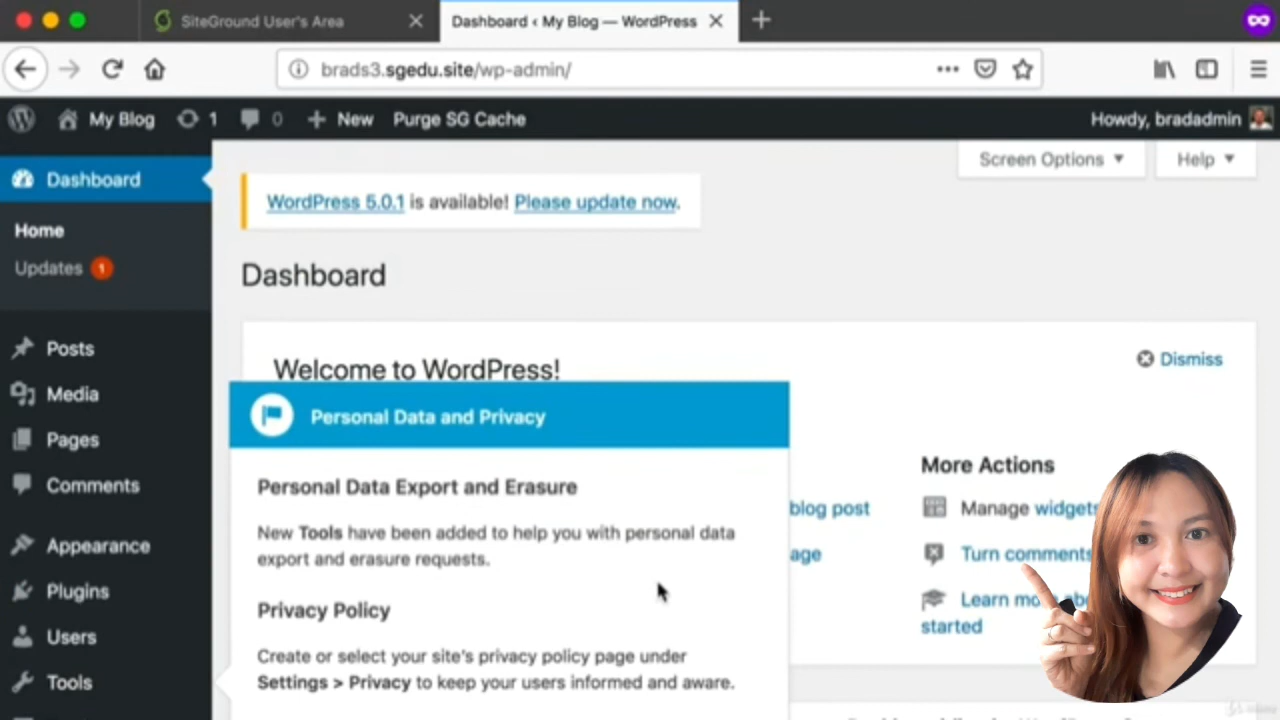 SiteGround User's Area
Dashboard ‹ My Blog — WordPress
brads3.sgedu.site/wp-admin/
My Blog 1 0 New Purge SG Cache Howdy, bradadmin
Screen Options Help
Dashboard
Home
Updates 1
Posts
Media
Pages
Comments
Appearance
Plugins
Users
Tools
WordPress 5.0.1 is available! Please update now.
Dashboard
Welcome to WordPress!
Dismiss
Personal Data and Privacy
Personal Data Export and Erasure
New Tools have been added to help you with personal data
export and erasure requests.
Privacy Policy
Create or select your site's privacy policy page under
Settings > Privacy to keep your users informed and aware.
blog post
age
More Actions
Manage widgets
Turn comments
Learn mo
started